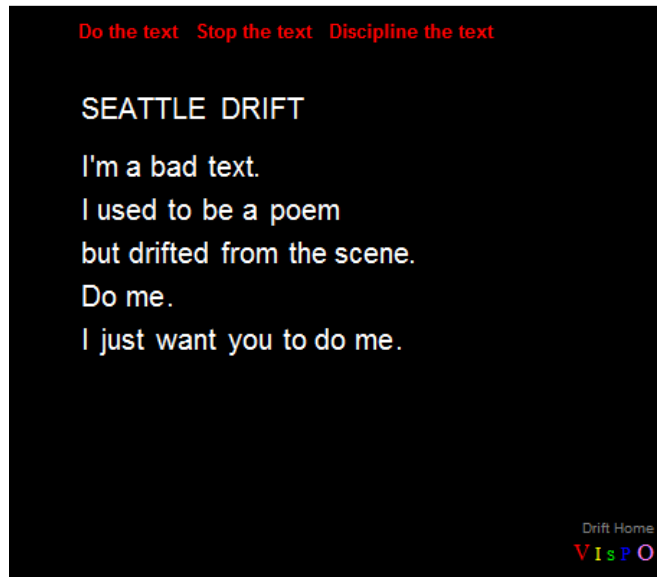 Do the text Stop the text Discipline the text
SEATTLE DRIFT
I'm a bad text.
I used to be a poem
but drifted from the scene.
Do me.
I just want you to do me.
Drift Home
VIsPO